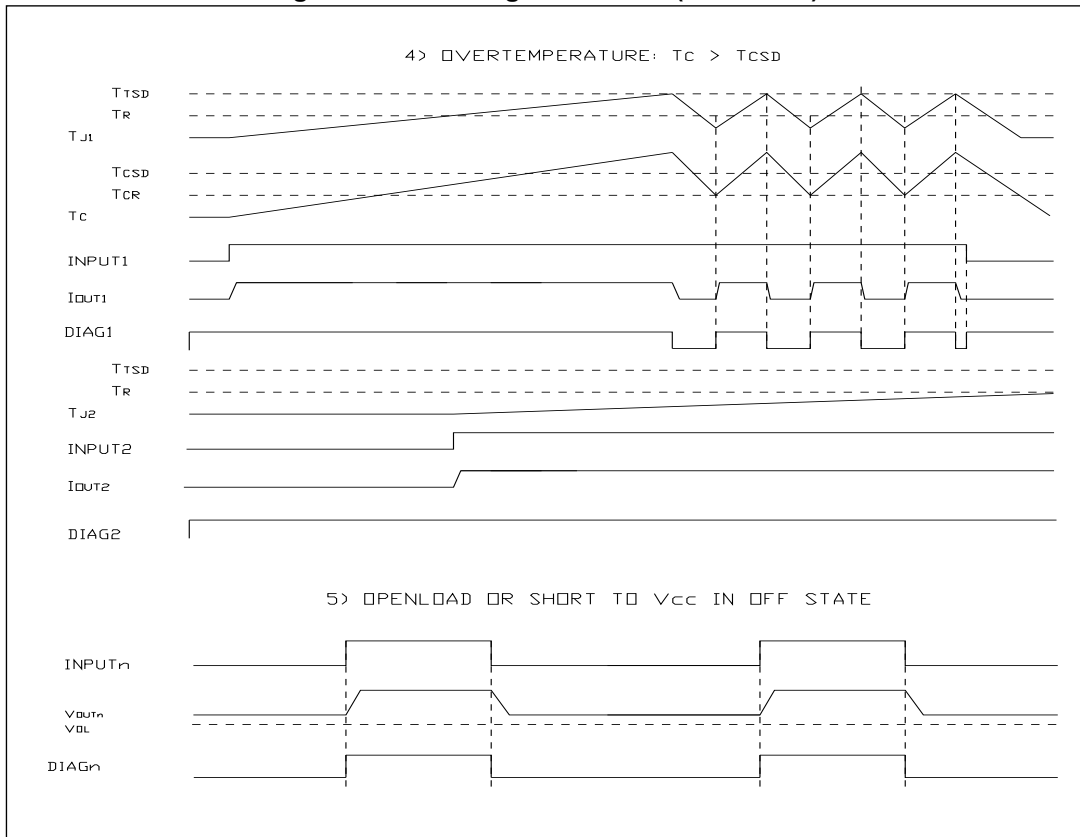 4) OVERTEMPERATURE: TC > TCSD
TTSD
TR
TJ1
TCSD
TCR
TC
INPUT1
IOUT1
DIAG1
TTSD
TR
TJ2
INPUT2
IOUT2
DIAG2
5) OPENLOAD OR SHORT TO Vcc IN OFF STATE
INPUTn
VOUTn
VOL
DIAGn